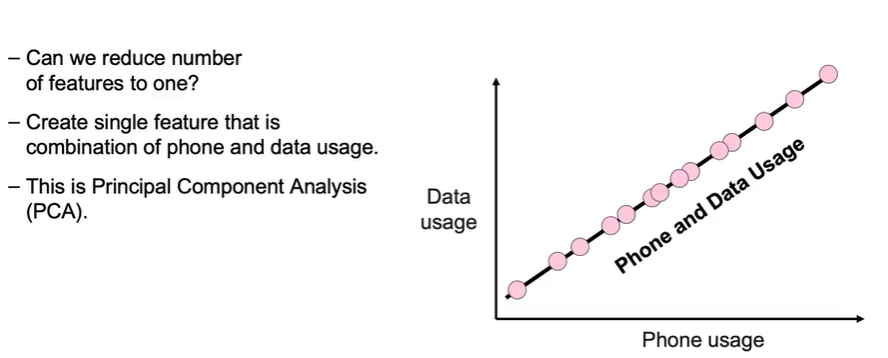 – Can we reduce number
of features to one?
– Create single feature that is
combination of phone and data usage.
– This is Principal Component Analysis
(PCA).
Data
usage
Phone and Data Usage
Phone usage